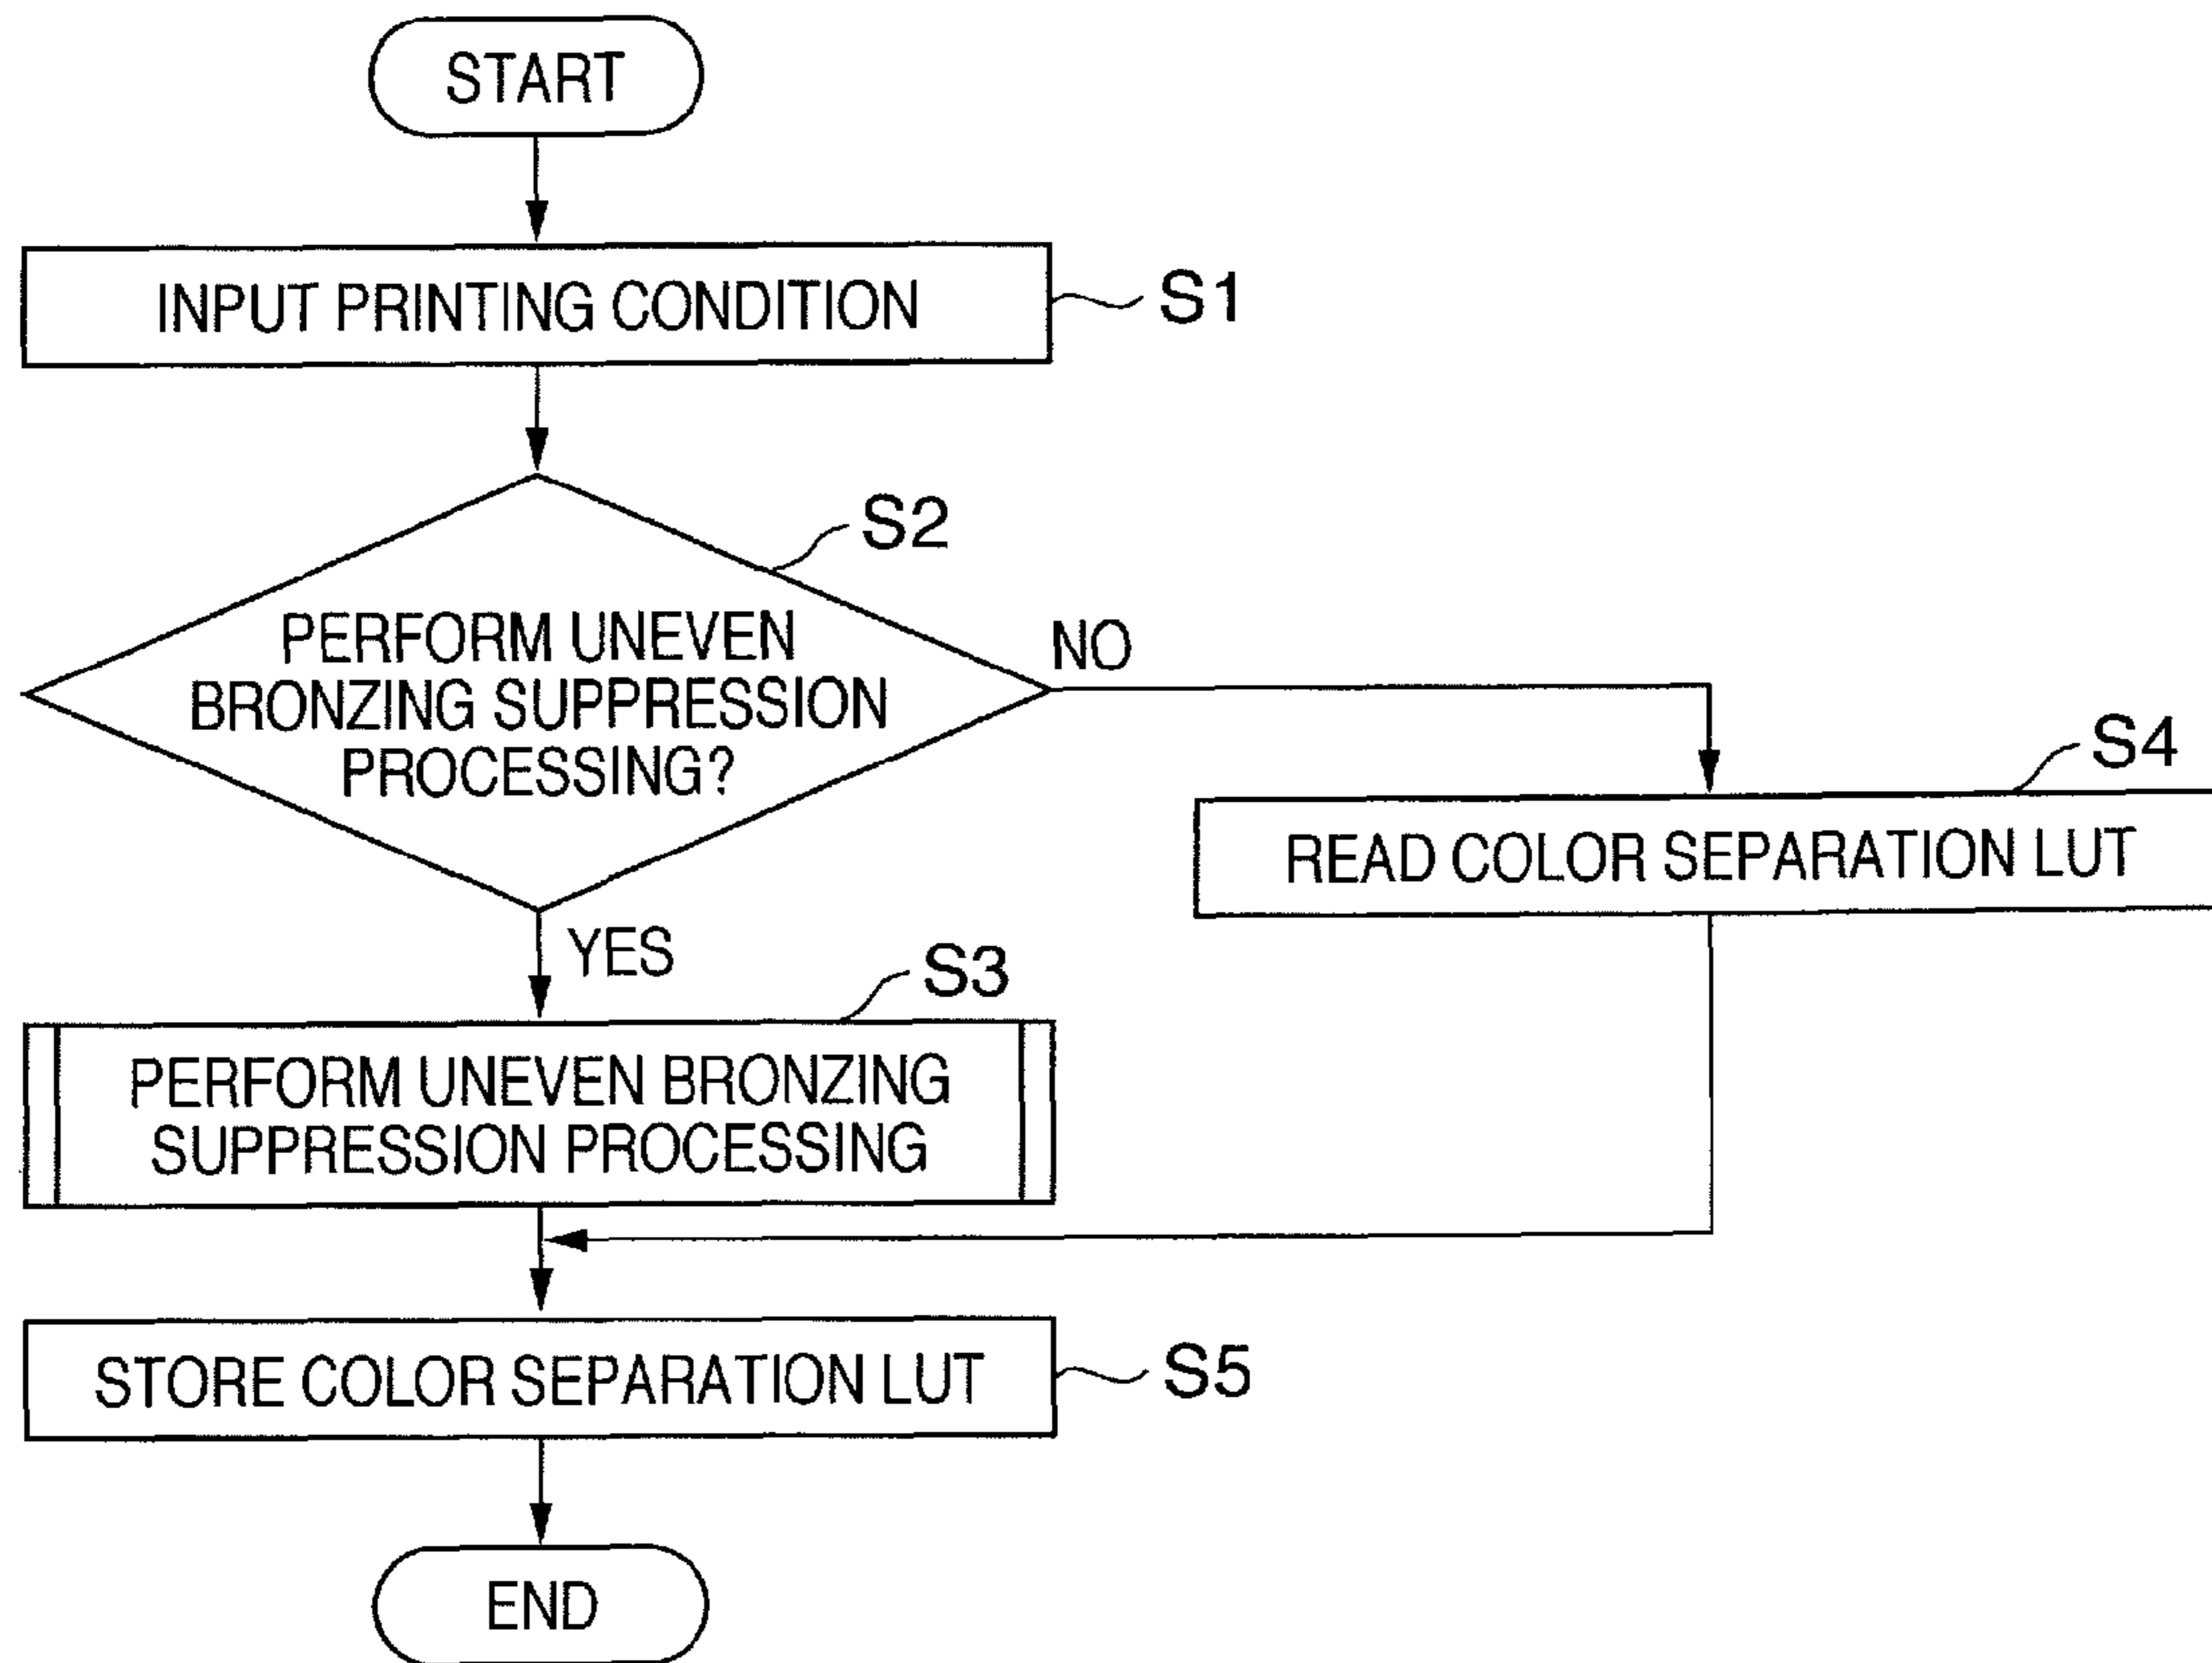 START
INPUT PRINTING CONDITION
S1
S2
PERFORM UNEVEN
BRONZING SUPPRESSION
PROCESSING?
NO
S4
READ COLOR SEPARATION LUT
YES
S3
PERFORM UNEVEN BRONZING
SUPPRESSION PROCESSING
STORE COLOR SEPARATION LUT
S5
END